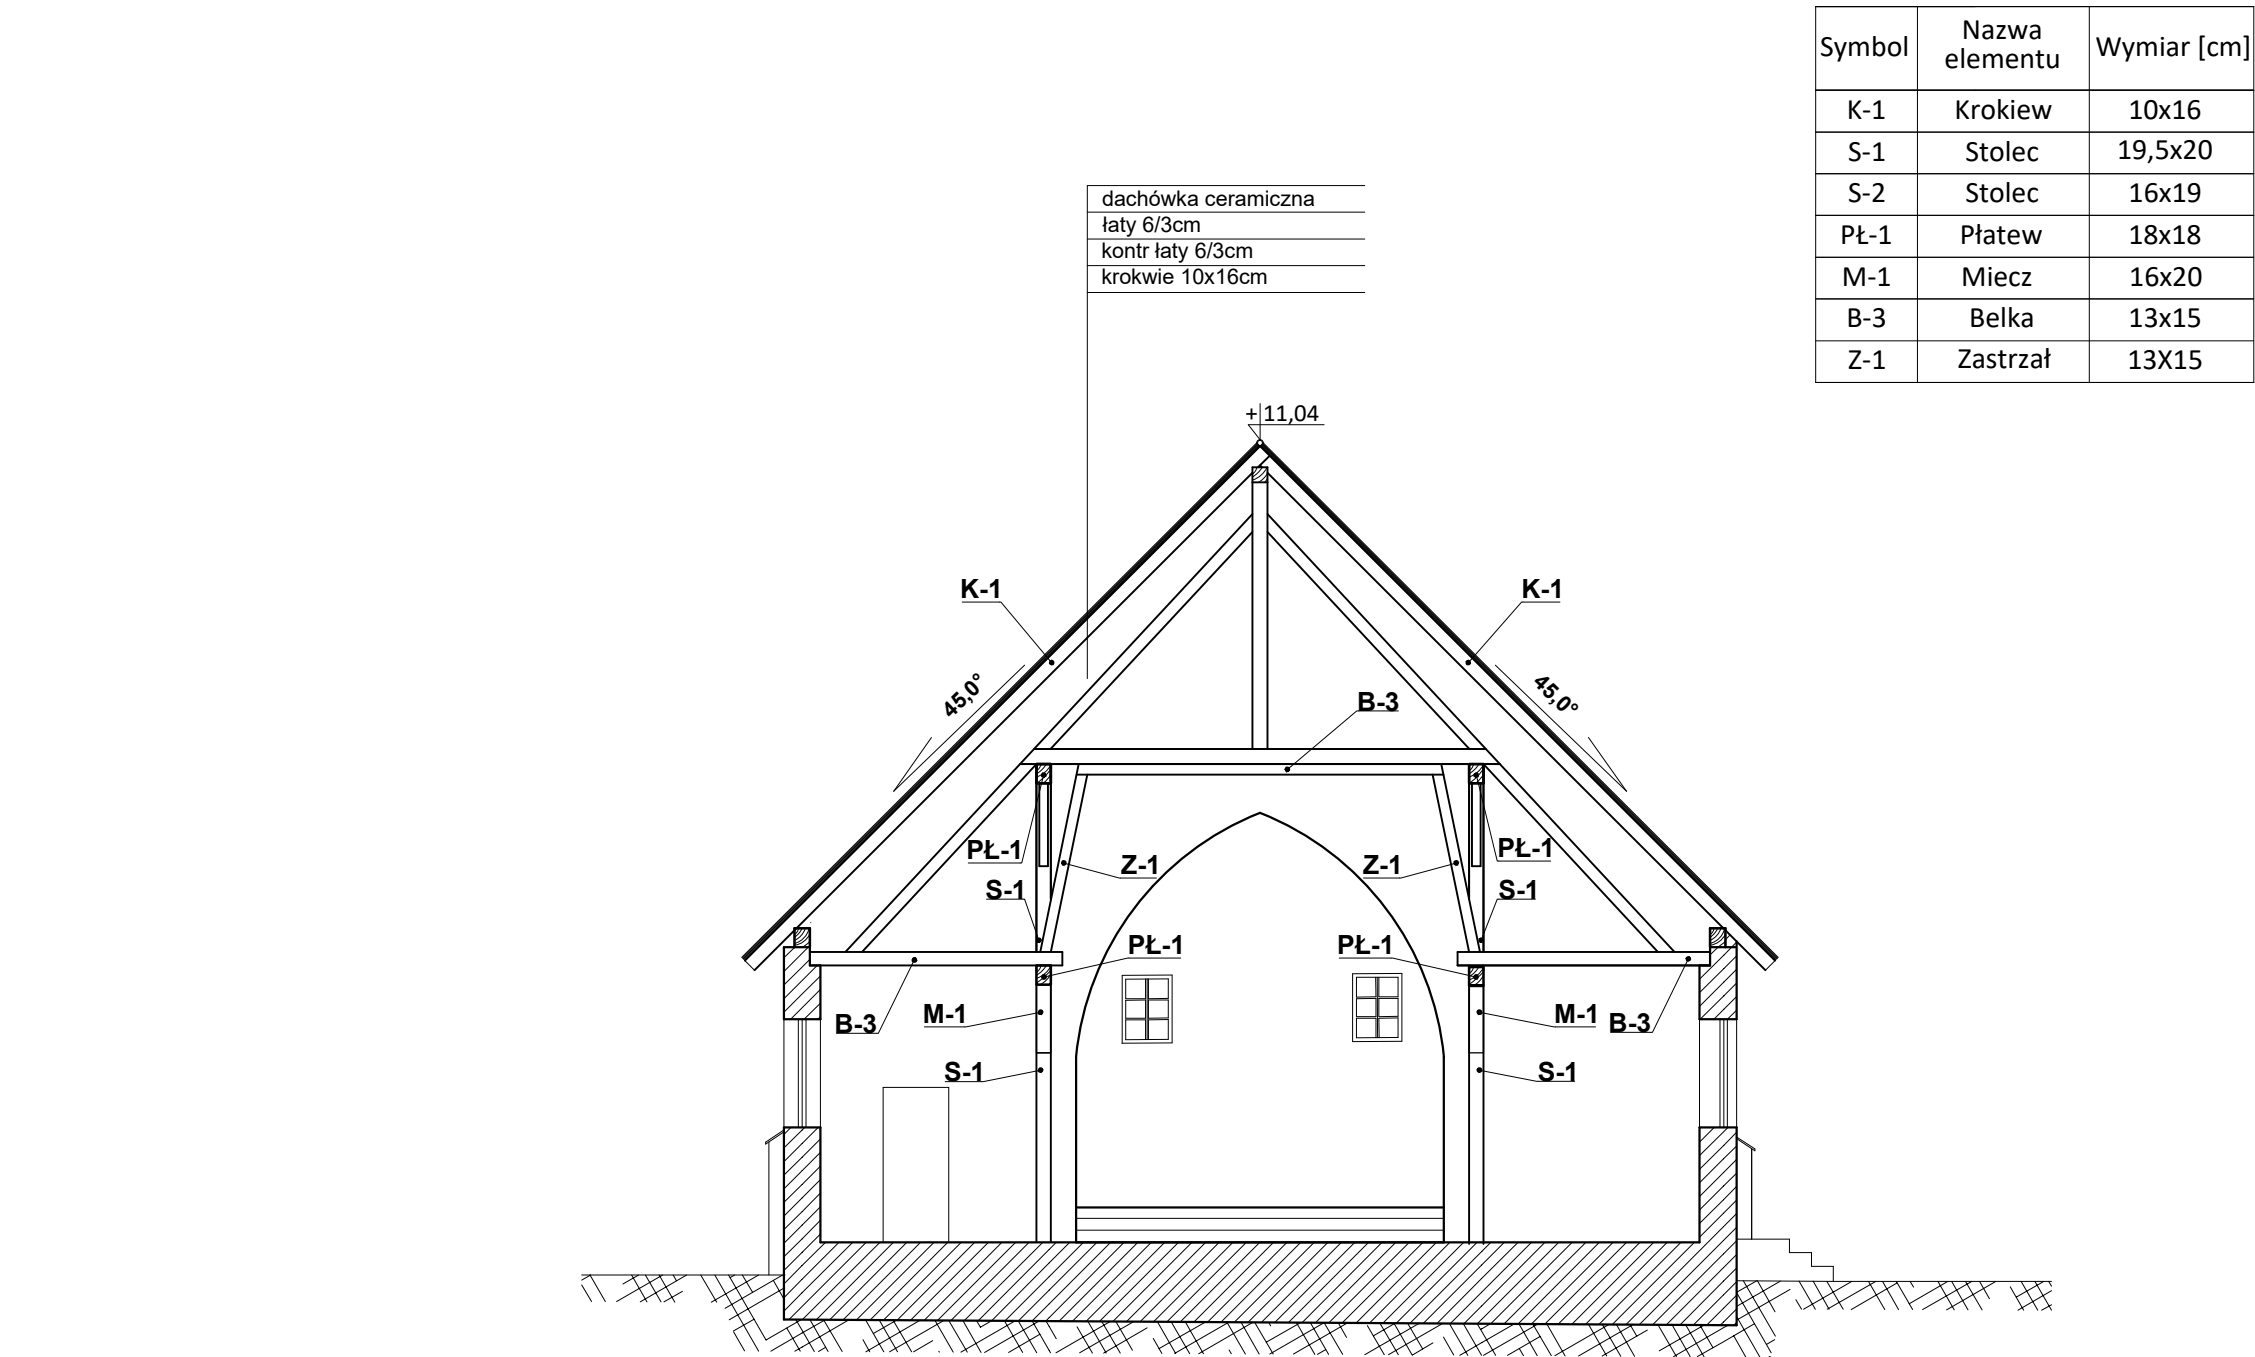 Symbol Nazwa elementu Wymiar [cm]
K-1 Krokiew 10x16
S-1 Stolec 19,5x20
S-2 Stolec 16x19
PŁ-1 Płatew 18x18
M-1 Miecz 16x20
B-3 Belka 13x15
Z-1 Zastrzał 13X15
dachówka ceramiczna
łaty 6/3cm
kontr łaty 6/3cm
krokwie 10x16cm
+11,04
K-1 K-1
45,0° 45,0°
B-3
PŁ-1 PŁ-1
Z-1 Z-1
S-1 S-1
PŁ-1 PŁ-1
M-1 M-1
B-3 B-3
S-1 S-1